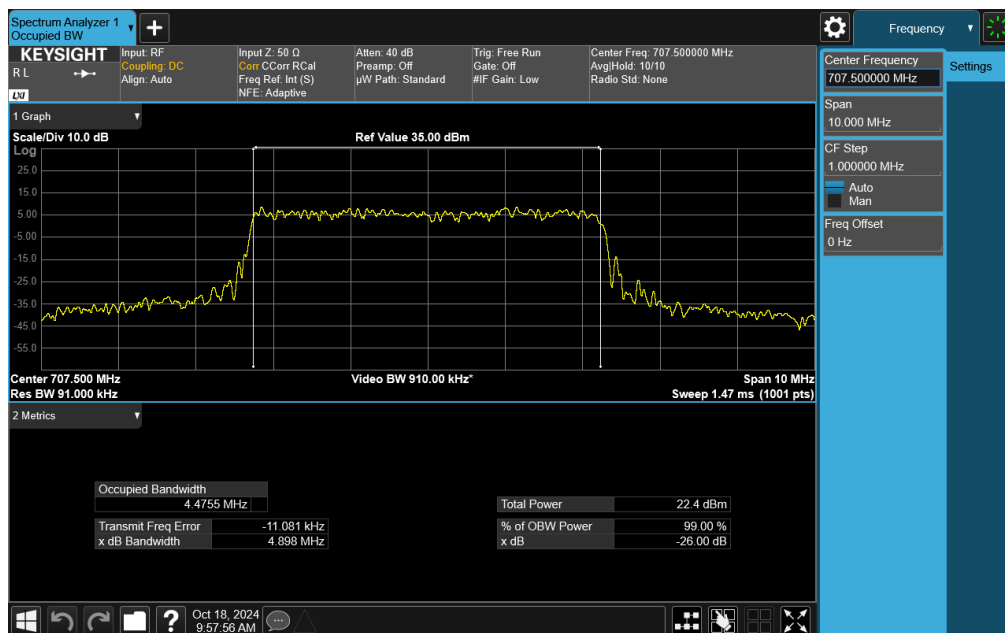 Spectrum Analyzer 1
Occupied BW
Frequency
KEYSIGHT
R L
LXI
Input: RF
Coupling: DC
Align: Auto
Input Z: 50 Ω
Corr CCorr RCal
Freq Ref: Int (S)
NFE: Adaptive
Atten: 40 dB
Preamp: Off
µW Path: Standard
Trig: Free Run
Gate: Off
#IF Gain: Low
Center Freq: 707.500000 MHz
Avg|Hold: 10/10
Radio Std: None
Center Frequency
707.500000 MHz
Settings
Span
10.000 MHz
CF Step
1.000000 MHz
Auto
Man
Freq Offset
0 Hz
1 Graph
Scale/Div 10.0 dB
Ref Value 35.00 dBm
Log
25.0
15.0
5.00
-5.00
-15.0
-25.0
-35.0
-45.0
-55.0
Center 707.500 MHz
Video BW 910.00 kHz*
Span 10 MHz
Res BW 91.000 kHz
Sweep 1.47 ms (1001 pts)
2 Metrics
Occupied Bandwidth
4.4755 MHz
Total Power 22.4 dBm
Transmit Freq Error -11.081 kHz
% of OBW Power 99.00 %
x dB Bandwidth 4.898 MHz
x dB -26.00 dB
Oct 18, 2024
9:57:56 AM